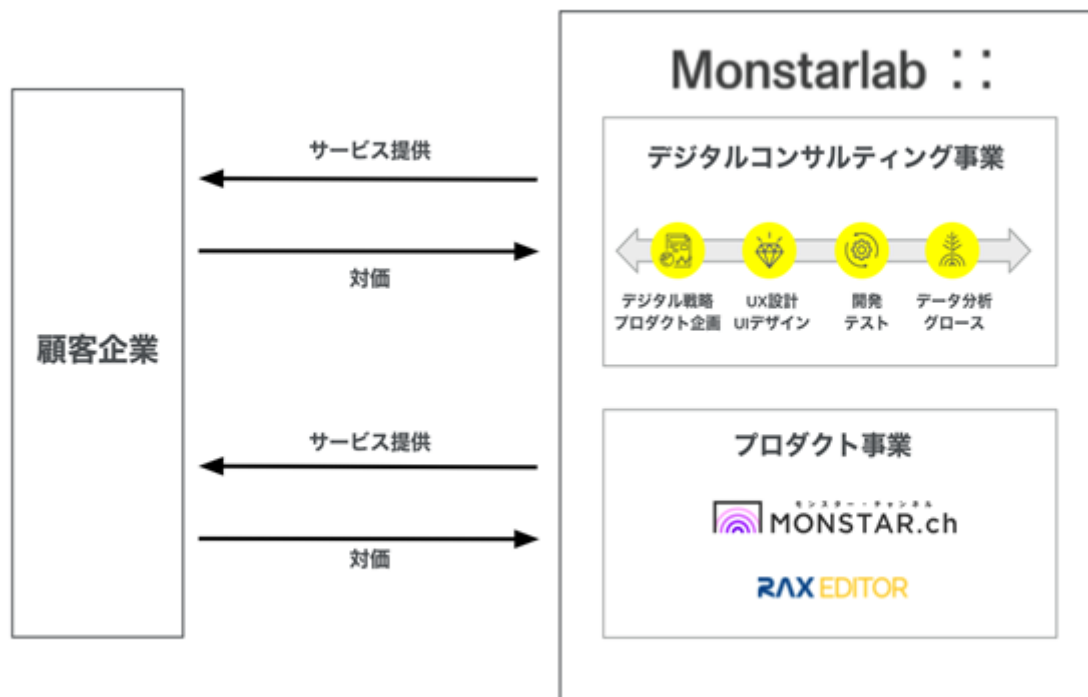 Monstarlab
デジタルコンサルティング事業
サービス提供
対価
デジタル戦略
プロダクト企画
UX設計
UIデザイン
開発
テスト
データ分析
グロース
顧客企業
サービス提供
対価
プロダクト事業
モンスター・チャンネル
MONSTAR.ch
RAX EDITOR